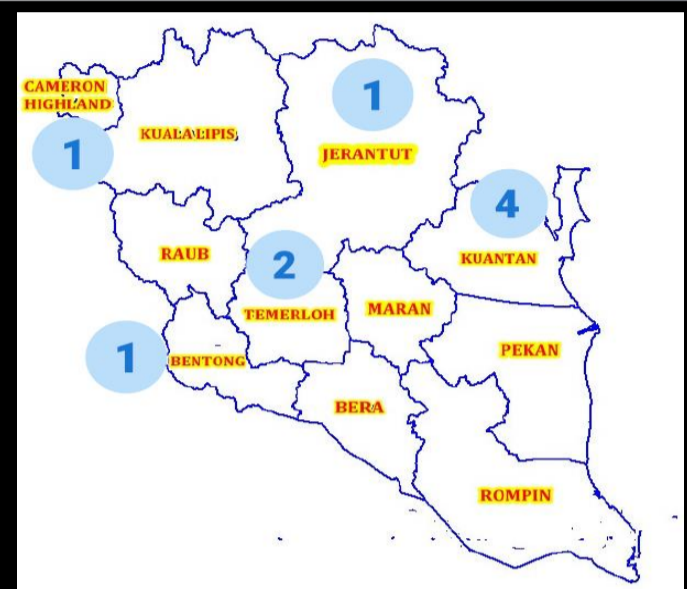 CAMERON
HIGHLAND
1
KUALA LIPIS
1
JERANTUT
4
KUANTAN
RAUB
2
TEMERLOH
MARAN
1
BENTONG
PEKAN
BERA
ROMPIN